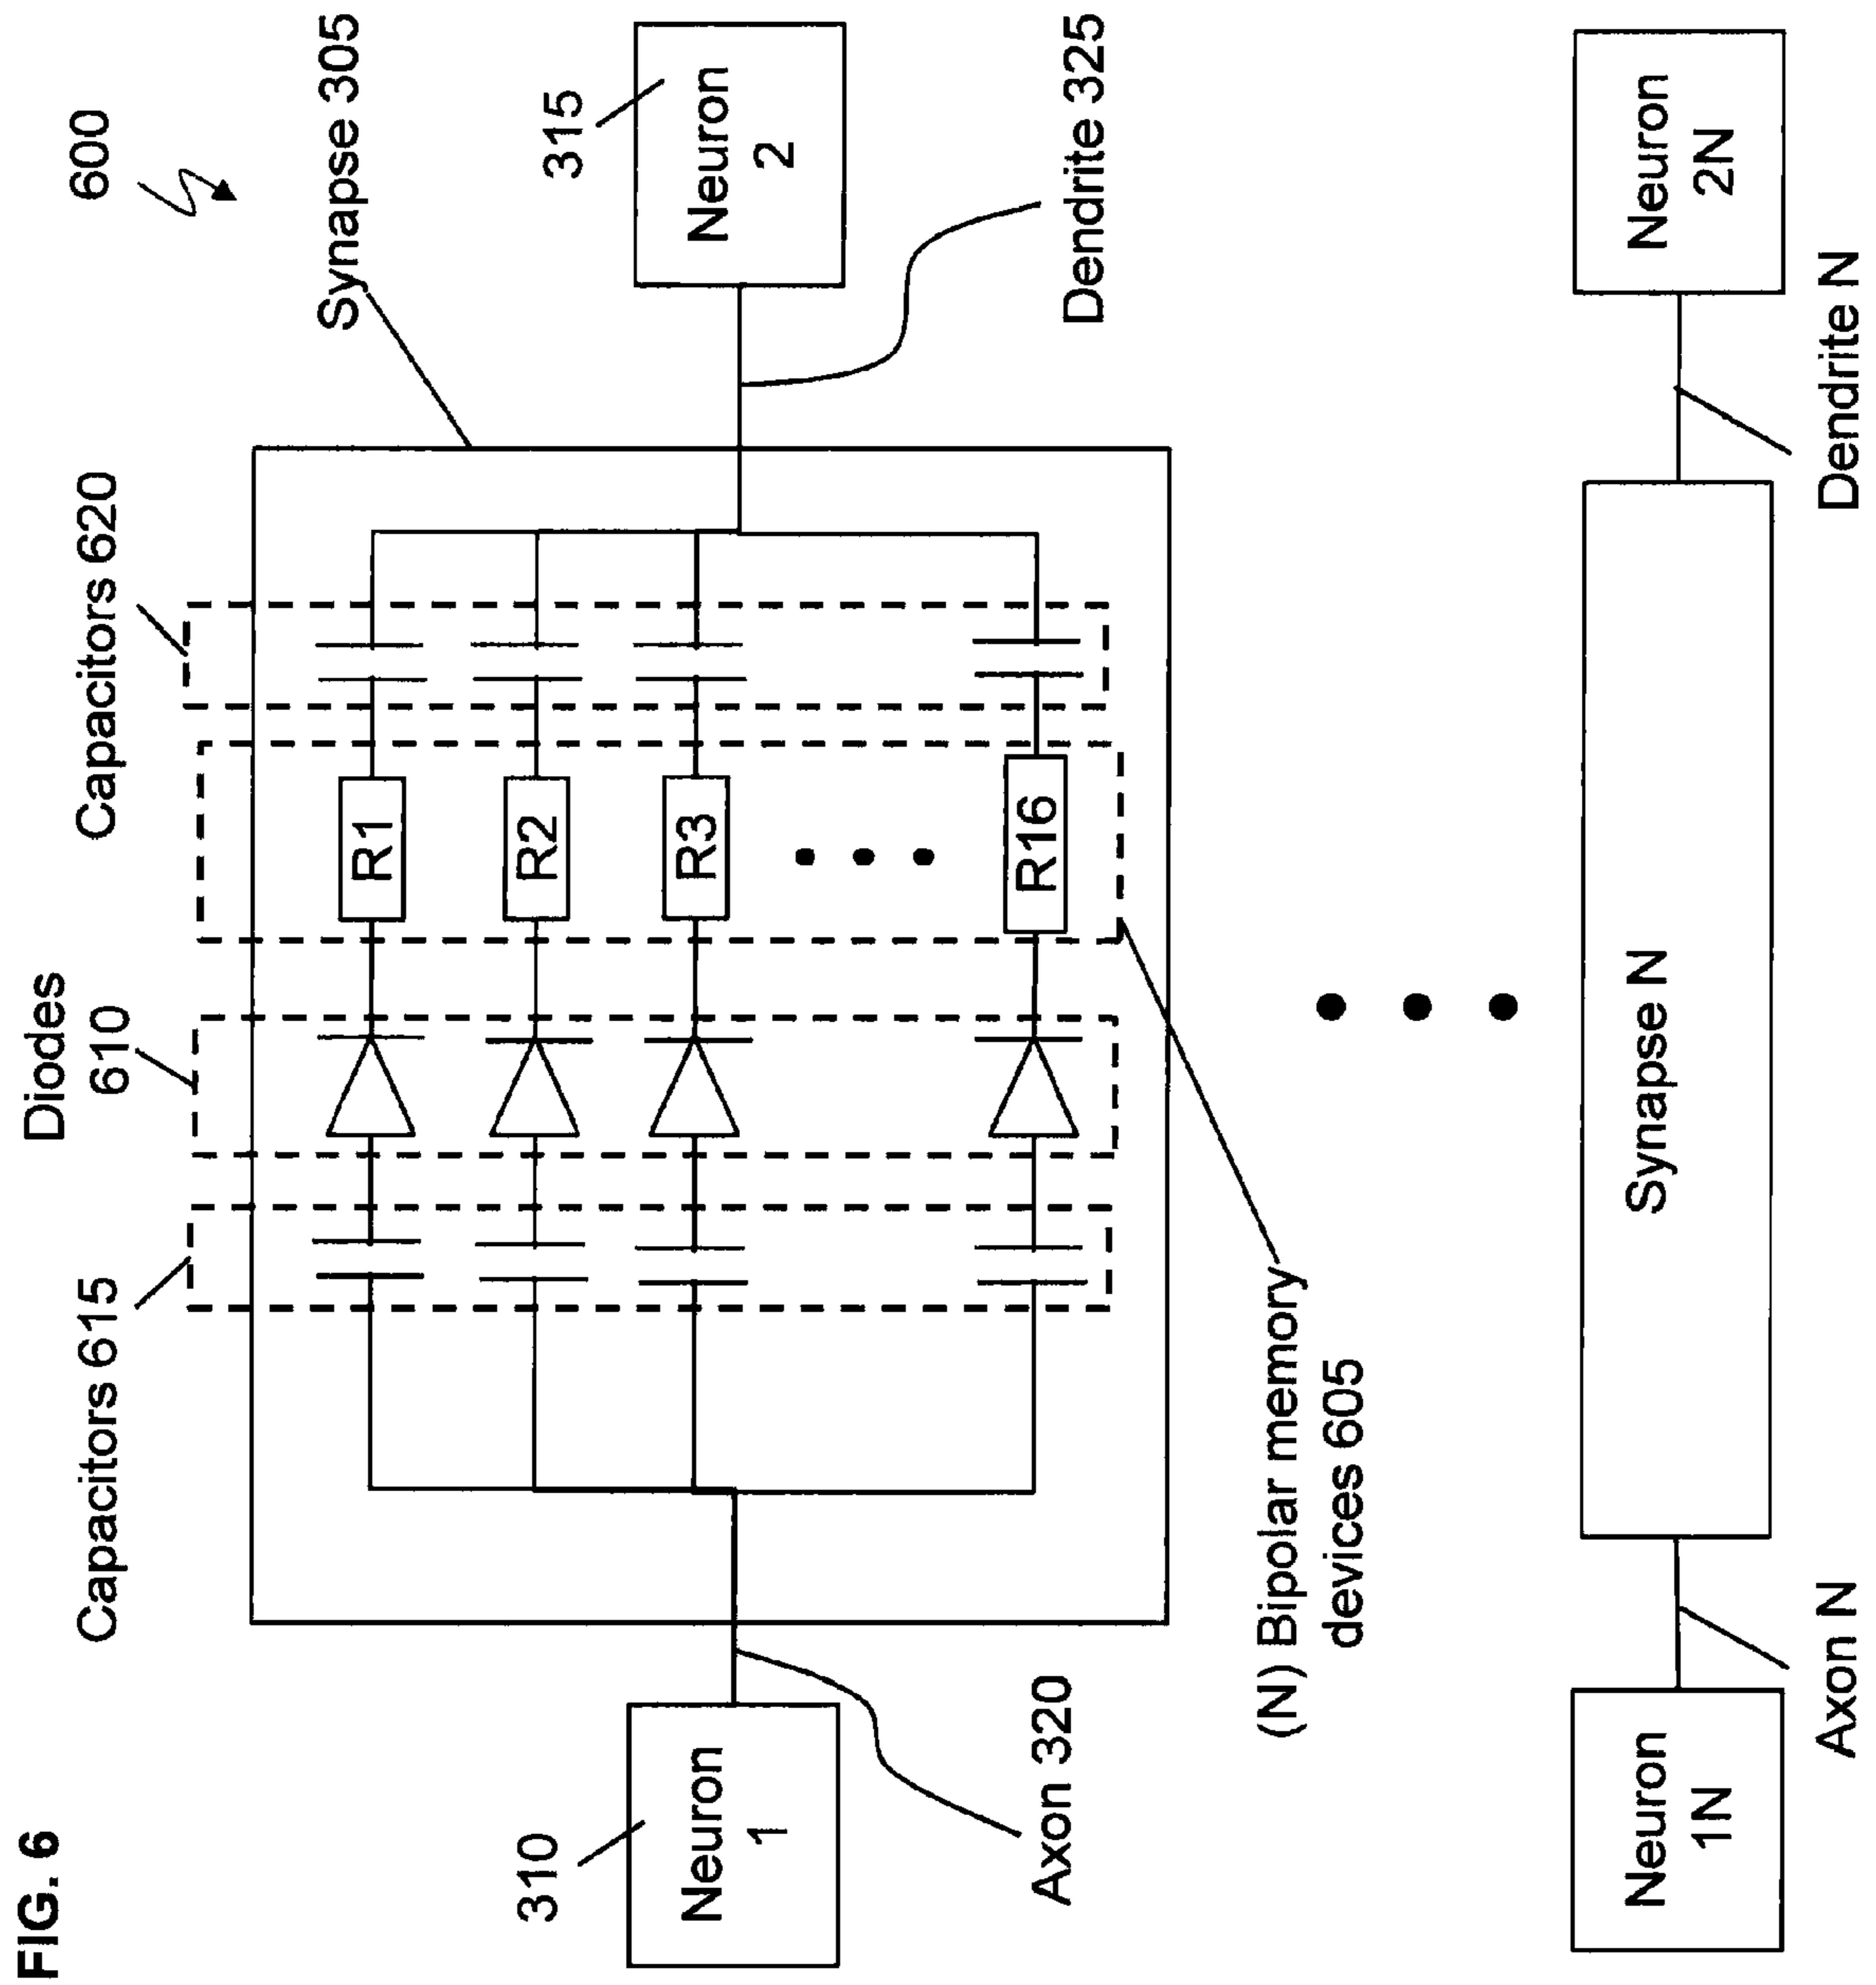 FIG. 6
600
Capacitors 615
Diodes
610
Capacitors 620
Synapse 305
310
Neuron
1
R1
R2
R3
R16
315
Neuron
2
Axon 320
Dendrite 325
(N) Bipolar memory
devices 605
Neuron
1N
Synapse N
Neuron
2N
Axon N
Dendrite N